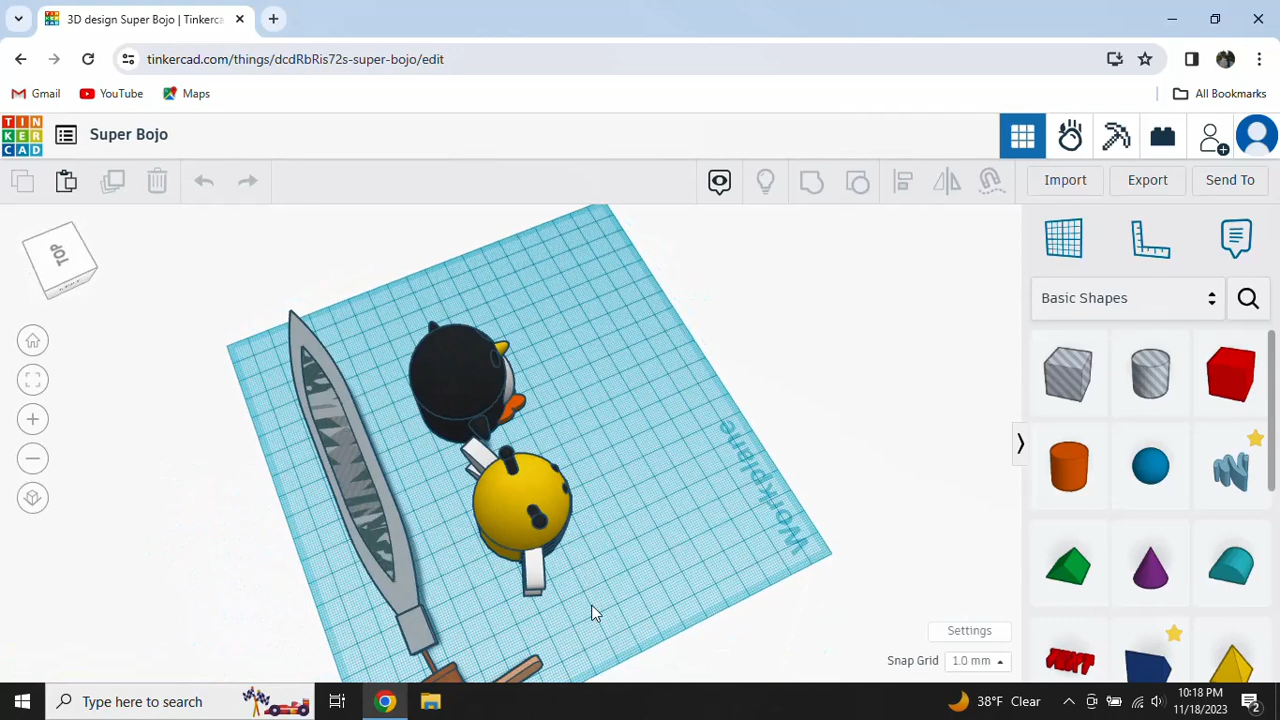 3D design Super Bojo | Tinkerca
tinkercad.com/things/dcdRbRis72s-super-bojo/edit
Gmail
YouTube
Maps
All Bookmarks
TIN
KER
CAD
Super Bojo
Import
Export
Send To
TOP
Basic Shapes
Workplane
Settings
Snap Grid
1.0 mm
Type here to search
38°F Clear
10:18 PM
11/18/2023
2